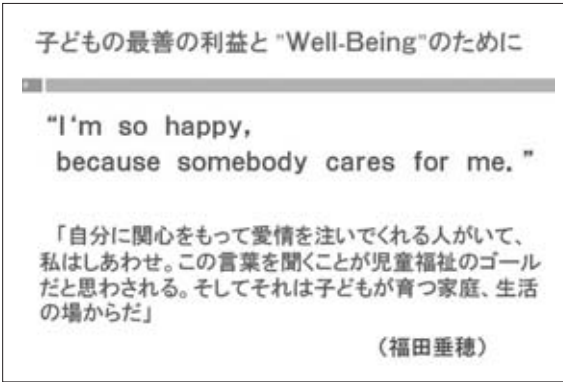 子どもの最善の利益と "Well-Being"のために
"I'm so happy,
because somebody cares for me."
「自分に関心をもって愛情を注いでくれる人がいて、
私はしあわせ。この言葉を聞くことが児童福祉のゴール
だと思わされる。そしてそれは子どもが育つ家庭、生活
の場からだ」
（福田垂穂）